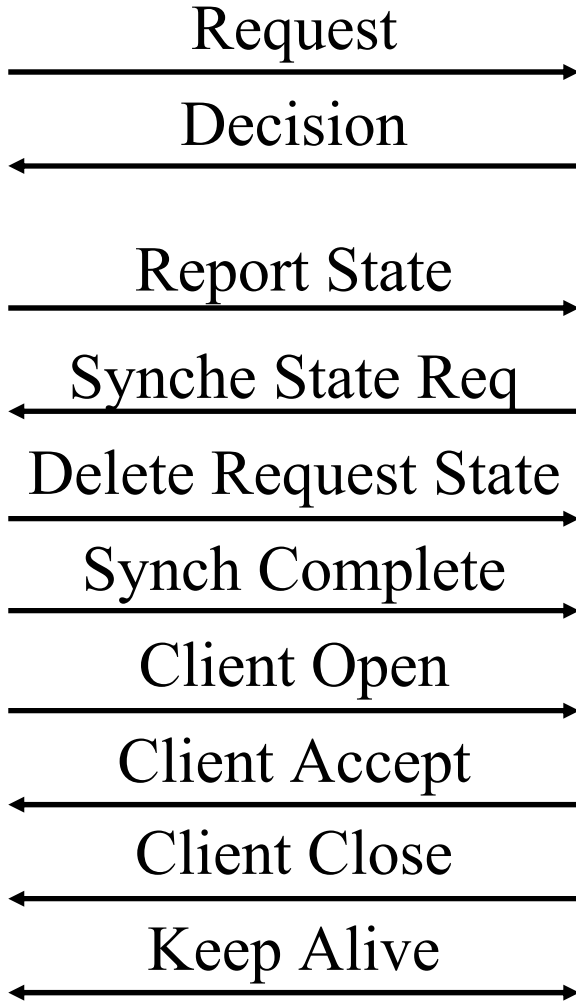 Request
Decision
Report State
Synche State Req
Delete Request State
Synch Complete
Client Open
Client Accept
Client Close
Keep Alive